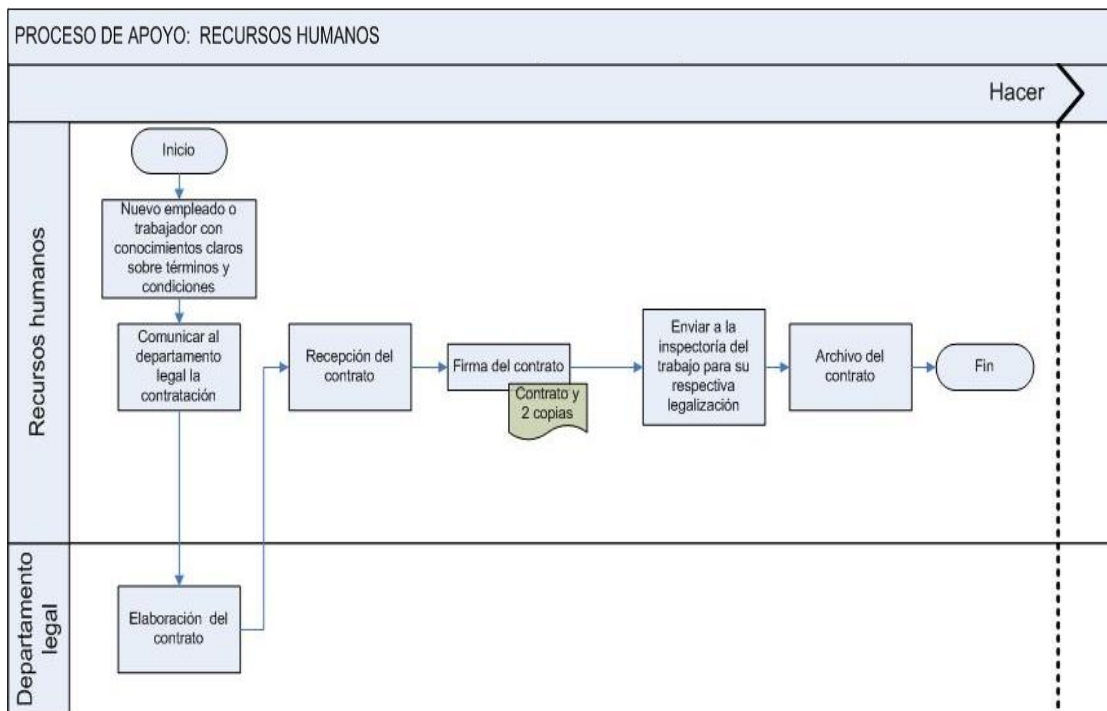 PROCESO DE APOYO:  RECURSOS HUMANOS
Hacer
Recursos humanos
Inicio
Nuevo empleado o
trabajador con
conocimientos claros
sobre términos y
condiciones
Comunicar al
departamento
legal la
contratación
Recepción del
contrato
Firma del contrato
Contrato y
2 copias
Enviar a la
inspectoría del
trabajo para su
respectiva
legalización
Archivo del
contrato
Fin
Departamento
legal
Elaboración  del
contrato